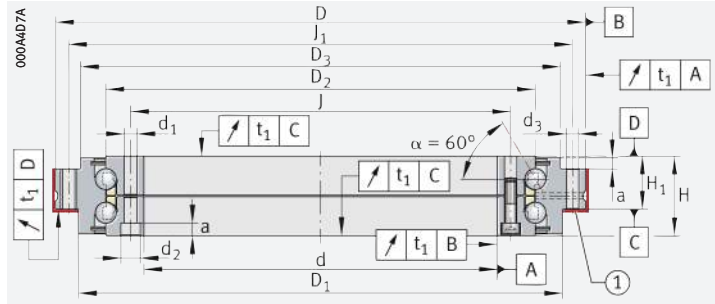 000A4D7A
D
B
J1
D3
t1 A
D2
J
d1
d3
D
t1 C
α = 60°
t1 D
t1 C
a
H1
H
a
t1 B
C
d2
d
A
1
D1